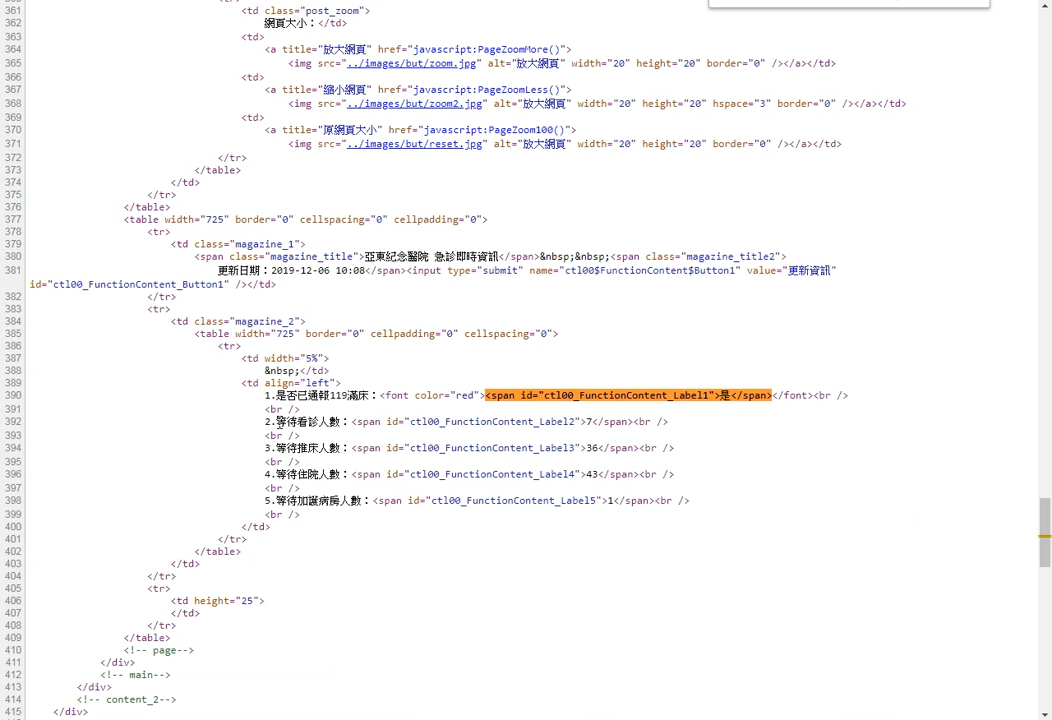 361 <td class="post_zoom">
362 網頁大小：</td>
363 <td>
364 <a title="放大網頁" href="javascript:PageZoomMore()">
365 <img src="../images/but/zoom.jpg" alt="放大網頁" width="20" height="20" border="0" /></a></td>
366 <td>
367 <a title="縮小網頁" href="javascript:PageZoomLess()">
368 <img src="../images/but/zoom2.jpg" alt="放大網頁" width="20" height="20" hspace="3" border="0" /></a></td>
369 <td>
370 <a title="原網頁大小" href="javascript:PageZoom100()">
371 <img src="../images/but/reset.jpg" alt="放大網頁" width="20" height="20" border="0" /></a></td>
372 </tr>
373 </table>
374 </td>
375 </tr>
376 </table>
377 <table width="725" border="0" cellspacing="0" cellpadding="0">
378 <tr>
379 <td class="magazine_1">
380 <span class="magazine_title">亞東紀念醫院 急診即時資訊</span>&nbsp;&nbsp;<span class="magazine_title2">
381 更新日期：2019-12-06 10:08</span><input type="submit" name="ctl00$FunctionContent$Button1" value="更新資訊"
id="ctl00_FunctionContent_Button1" /></td>
382 </tr>
383 <tr>
384 <td class="magazine_2">
385 <table width="725" border="0" cellpadding="0" cellspacing="0">
386 <tr>
387 <td width="5%">
388 &nbsp;</td>
389 <td align="left">
390 1.是否已通報119滿床：<font color="red"><span id="ctl00_FunctionContent_Label1">是</span></font><br />
391 <br />
392 2.等待看診人數：<span id="ctl00_FunctionContent_Label2">7</span><br />
393 <br />
394 3.等待推床人數：<span id="ctl00_FunctionContent_Label3">36</span><br />
395 <br />
396 4.等待住院人數：<span id="ctl00_FunctionContent_Label4">43</span><br />
397 <br />
398 5.等待加護病房人數：<span id="ctl00_FunctionContent_Label5">1</span><br />
399 <br />
400 </td>
401 </tr>
402 </table>
403 </td>
404 </tr>
405 <tr>
406 <td height="25">
407 </td>
408 </tr>
409 </table>
410 <!-- page-->
411 </div>
412 <!-- main-->
413 </div>
414 <!-- content_2-->
415 </div>